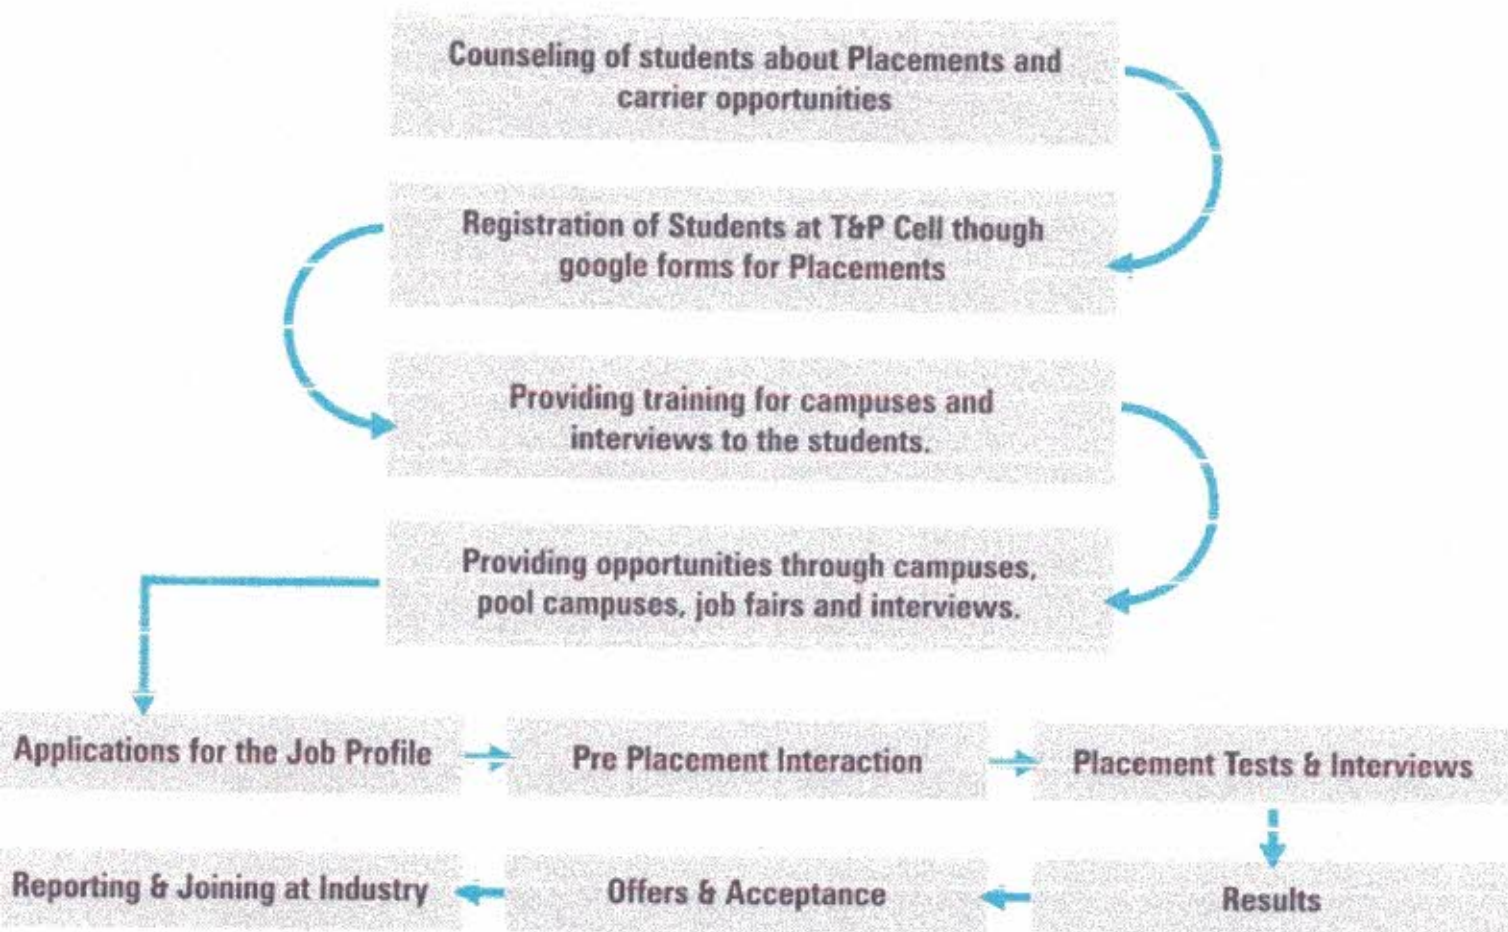 Counseling of students about Placements and
carrier opportunities
Registration of Students at T&P Cell though
google forms for Placements
Providing training for campuses and
interviews to the students.
Providing opportunities through campuses,
pool campuses, job fairs and interviews.
Applications for the Job Profile
Pre Placement Interaction
Placement Tests & Interviews
Reporting & Joining at Industry
Offers & Acceptance
Results